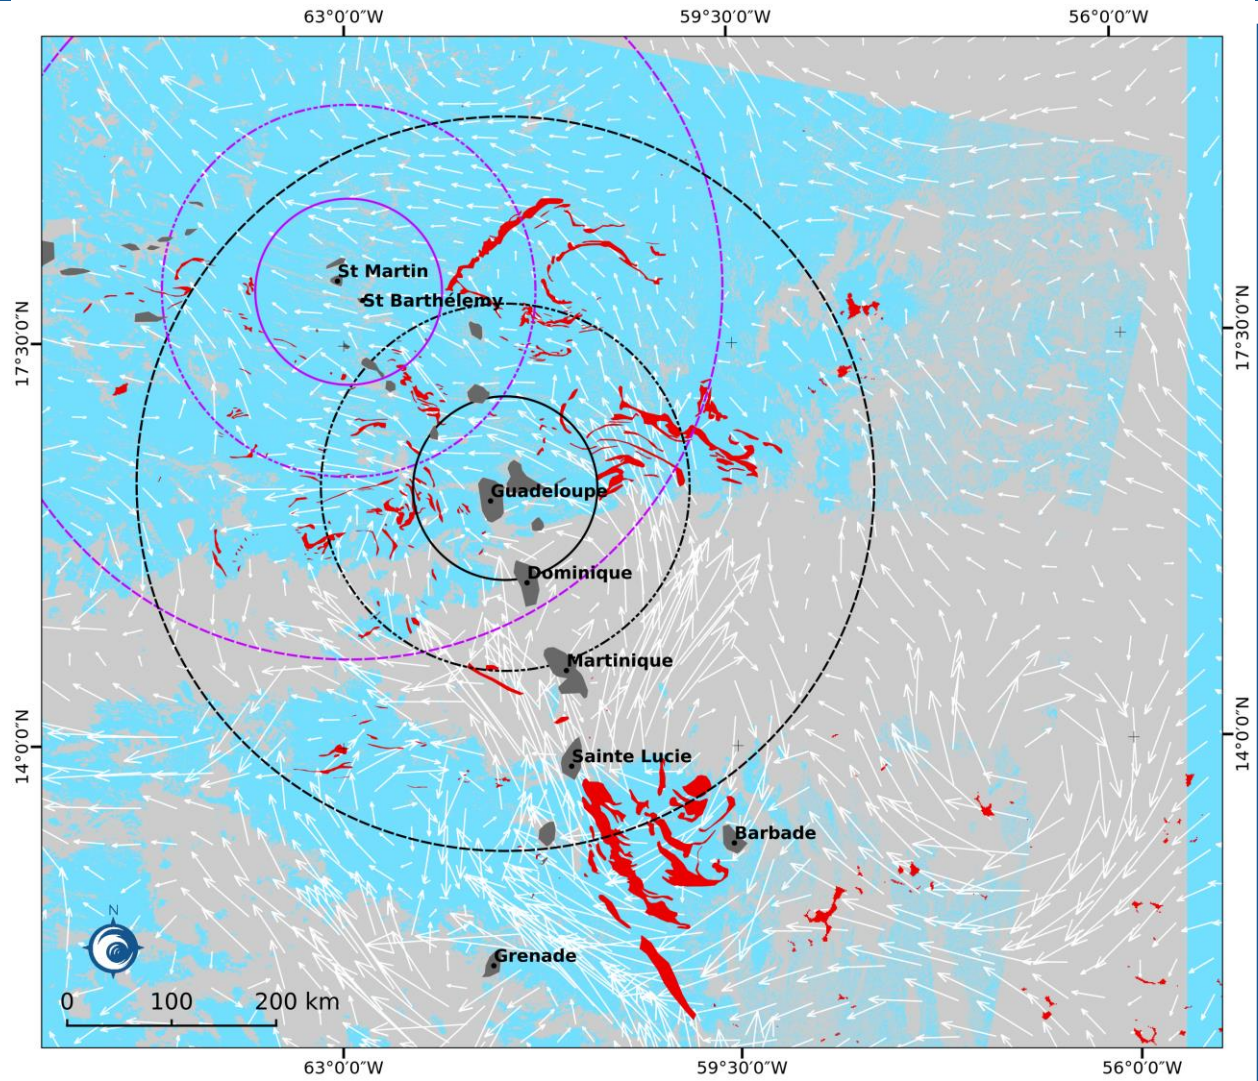 63°0′0″W 59°30′0″W 56°0′0″W
St Martin
St Barthélemy
17°30′0″N 17°30′0″N
Guadeloupe
Dominique
Martinique
14°0′0″N 14°0′0″N
Sainte Lucie
Barbade
N
Grenade
0 100 200 km
63°0′0″W 59°30′0″W 56°0′0″W